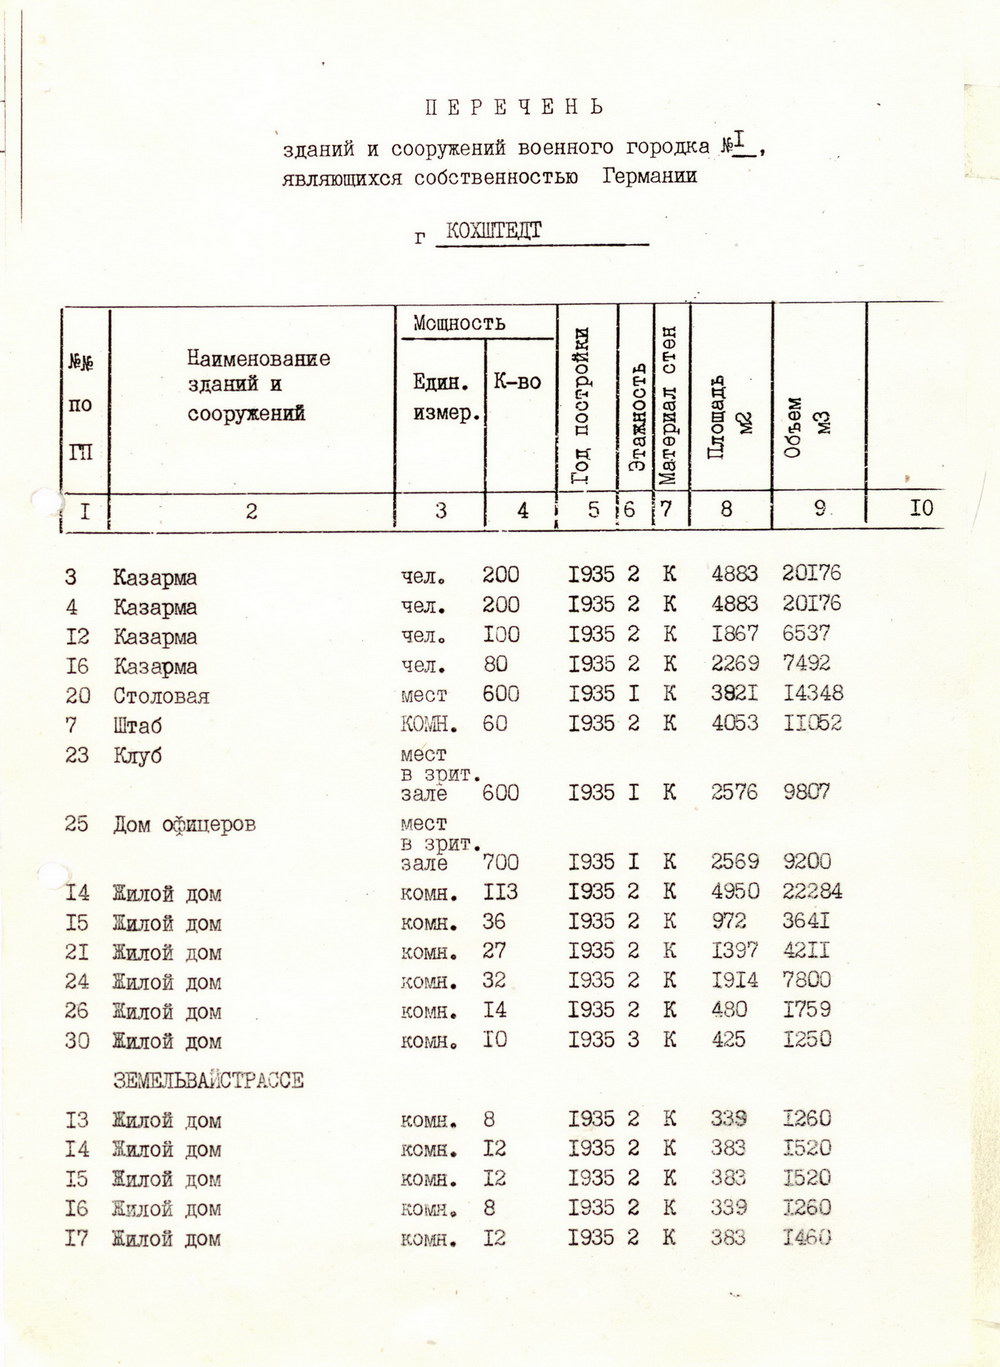 ПЕРЕЧЕНЬ
зданий и сооружений военного городка №I,
являющихся собственностью Германии
г КОХШТЕДТ
№№ по ГП Наименование зданий и сооружений Мощность Един. измер. К-во Год постройки Этажность Материал стен Площадь м2 Объем м3
I 2 3 4 5 6 7 8 9 10
3 Казарма чел. 200 I935 2 К 4883 20I76
4 Казарма чел. 200 I935 2 К 4883 20I76
I2 Казарма чел. I00 I935 2 К I867 6537
I6 Казарма чел. 80 I935 2 К 2269 7492
20 Столовая мест 600 I935 I К 382I I4348
7 Штаб КОМН. 60 I935 2 К 4053 II052
23 Клуб мест
в зрит.
зале 600 I935 I К 2576 9807
25 Дом офицеров мест
в зрит.
зале 700 I935 I К 2569 9200
I4 Жилой дом комн. II3 I935 2 К 4950 22284
I5 Жилой дом комн. 36 I935 2 К 972 364I
2I Жилой дом комн. 27 I935 2 К I397 42II
24 Жилой дом комн. 32 I935 2 К I9I4 7800
26 Жилой дом комн. I4 I935 2 К 480 I759
30 Жилой дом комн. I0 I935 3 К 425 I250
ЗЕМЕЛЬВАЙСТРАССЕ
I3 Жилой дом комн. 8 I935 2 К 339 I260
I4 Жилой дом комн. I2 I935 2 К 383 I520
I5 Жилой дом комн. I2 I935 2 К 383 I520
I6 Жилой дом комн. 8 I935 2 К 339 I260
I7 Жилой дом комн. I2 I935 2 К 383 I460